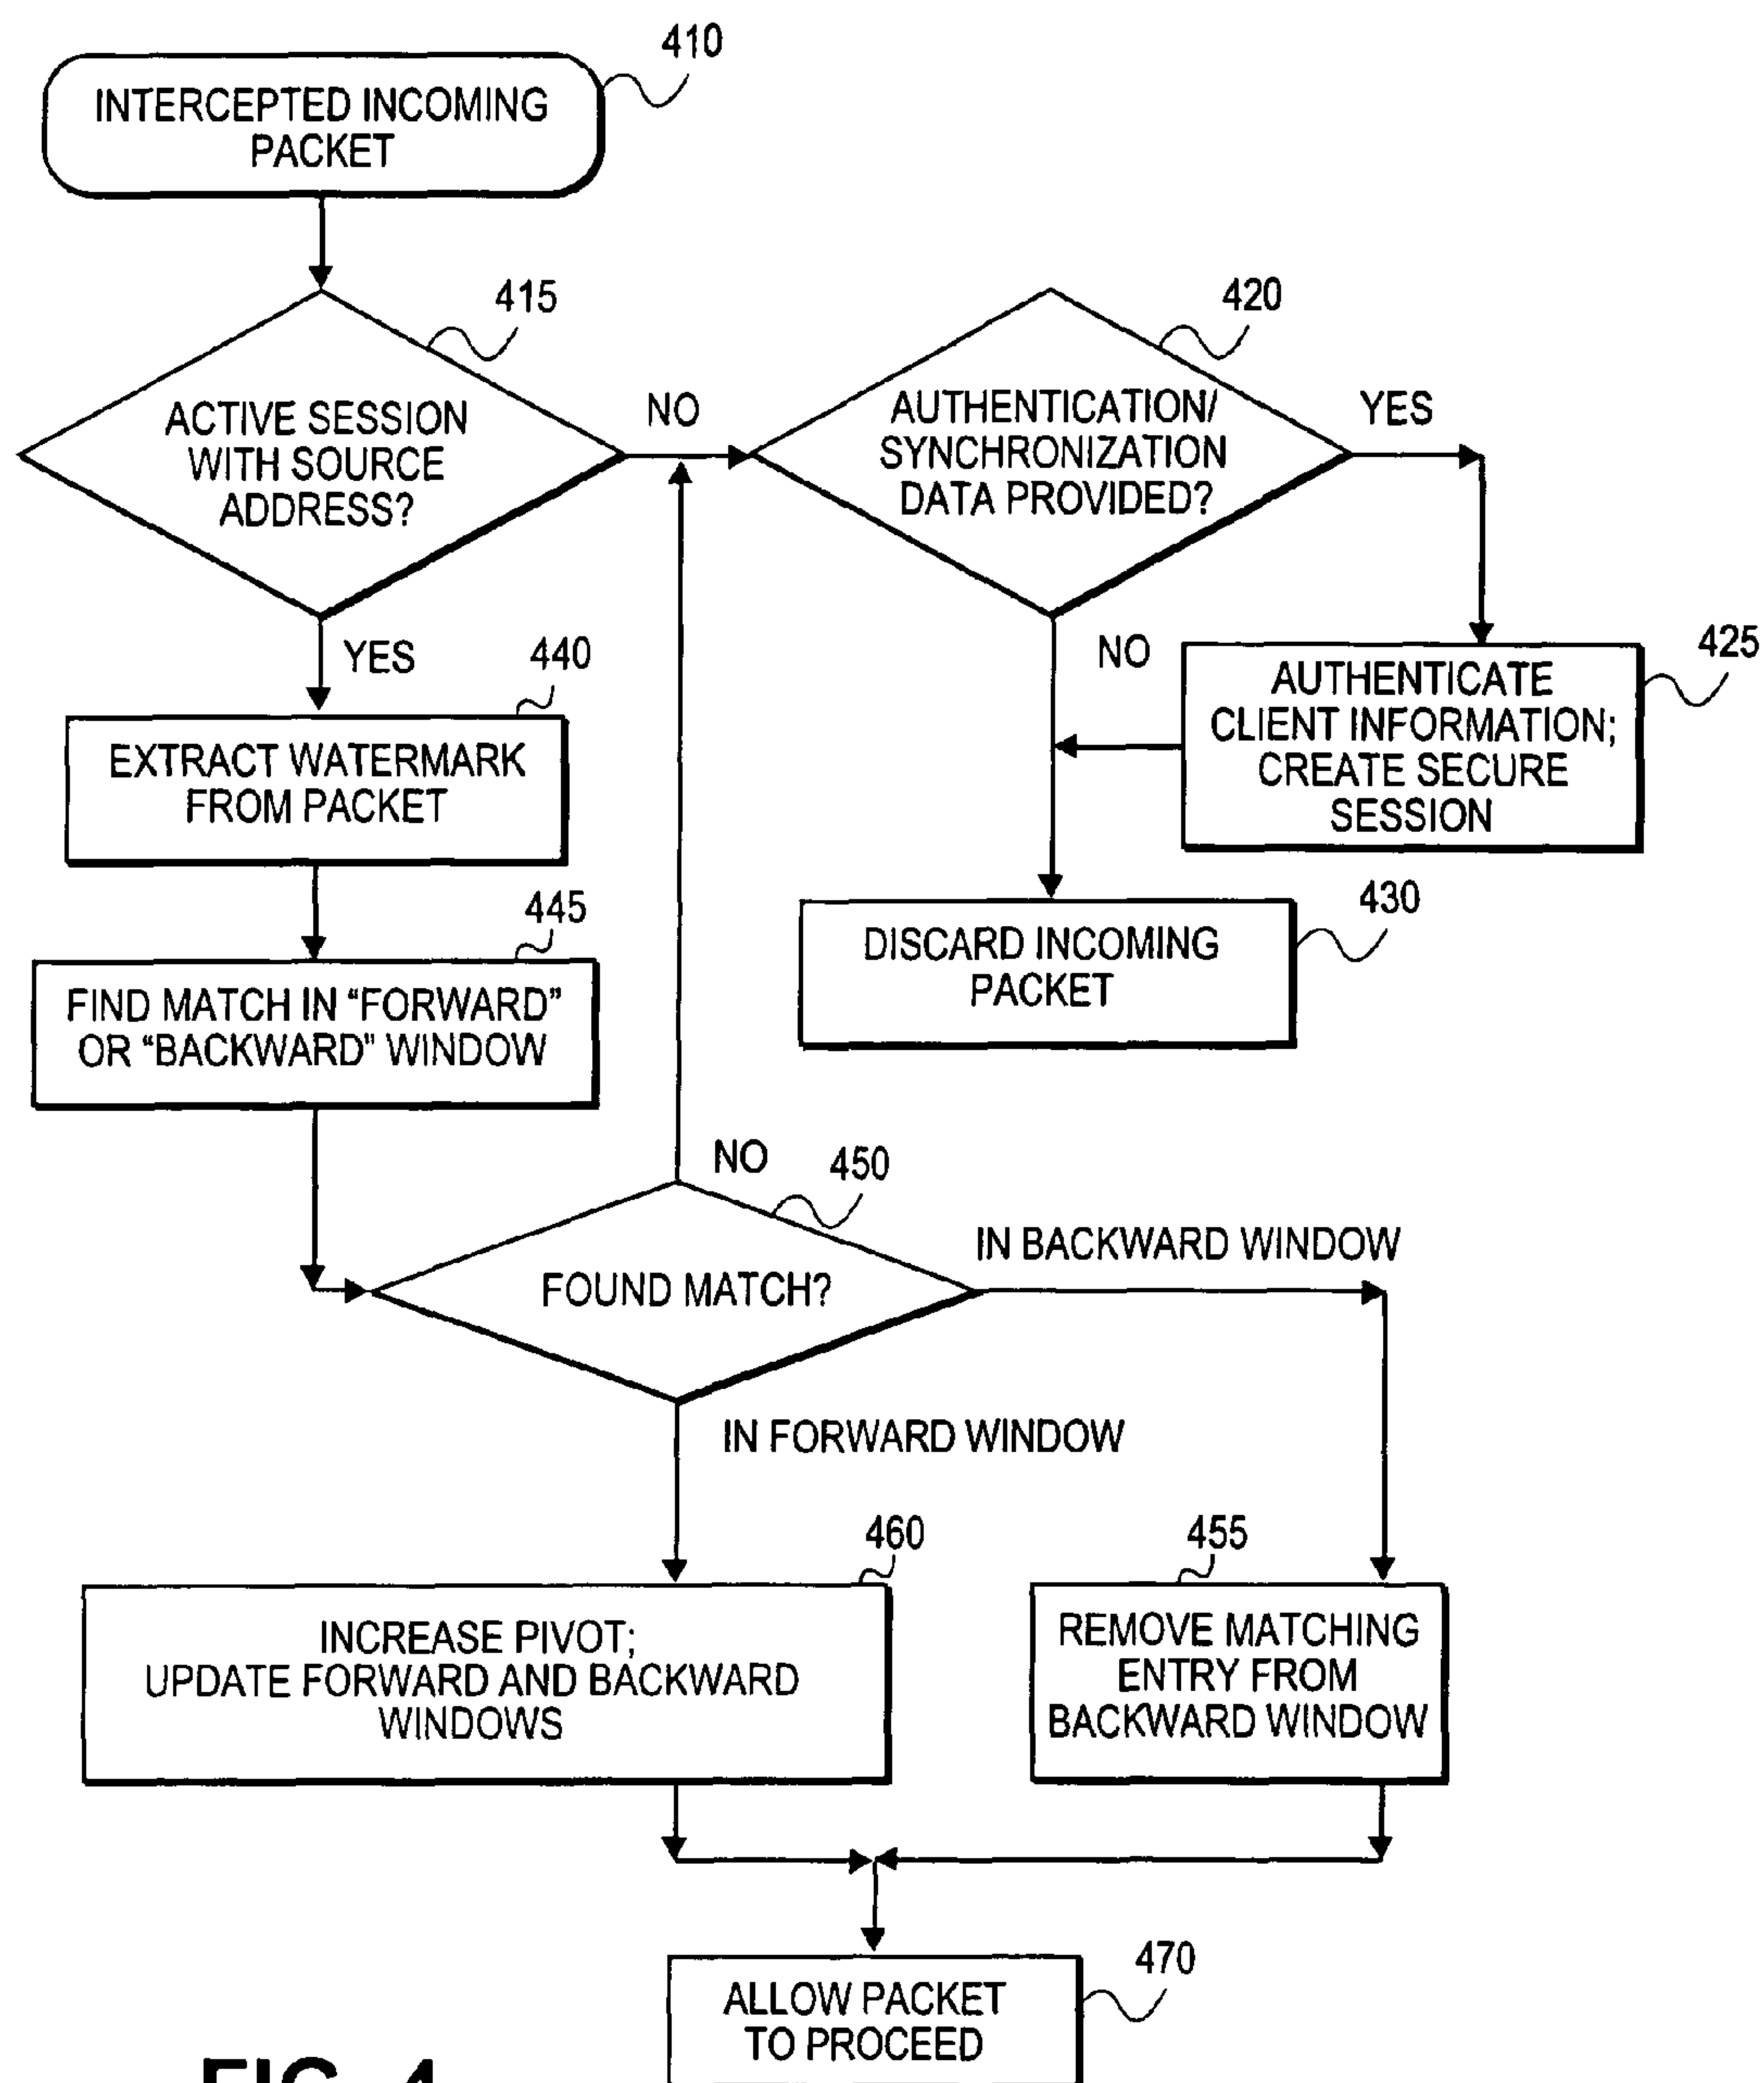 410
INTERCEPTED INCOMING
PACKET
415
ACTIVE SESSION
WITH SOURCE
ADDRESS?
NO
420
AUTHENTICATION/
SYNCHRONIZATION
DATA PROVIDED?
YES
YES
NO
425
AUTHENTICATE
CLIENT INFORMATION;
CREATE SECURE
SESSION
440
EXTRACT WATERMARK
FROM PACKET
430
DISCARD INCOMING
PACKET
445
FIND MATCH IN “FORWARD”
OR “BACKWARD” WINDOW
NO
450
FOUND MATCH?
IN BACKWARD WINDOW
IN FORWARD WINDOW
460
INCREASE PIVOT;
UPDATE FORWARD AND BACKWARD
WINDOWS
455
REMOVE MATCHING
ENTRY FROM
BACKWARD WINDOW
470
ALLOW PACKET
TO PROCEED
FIG. 4